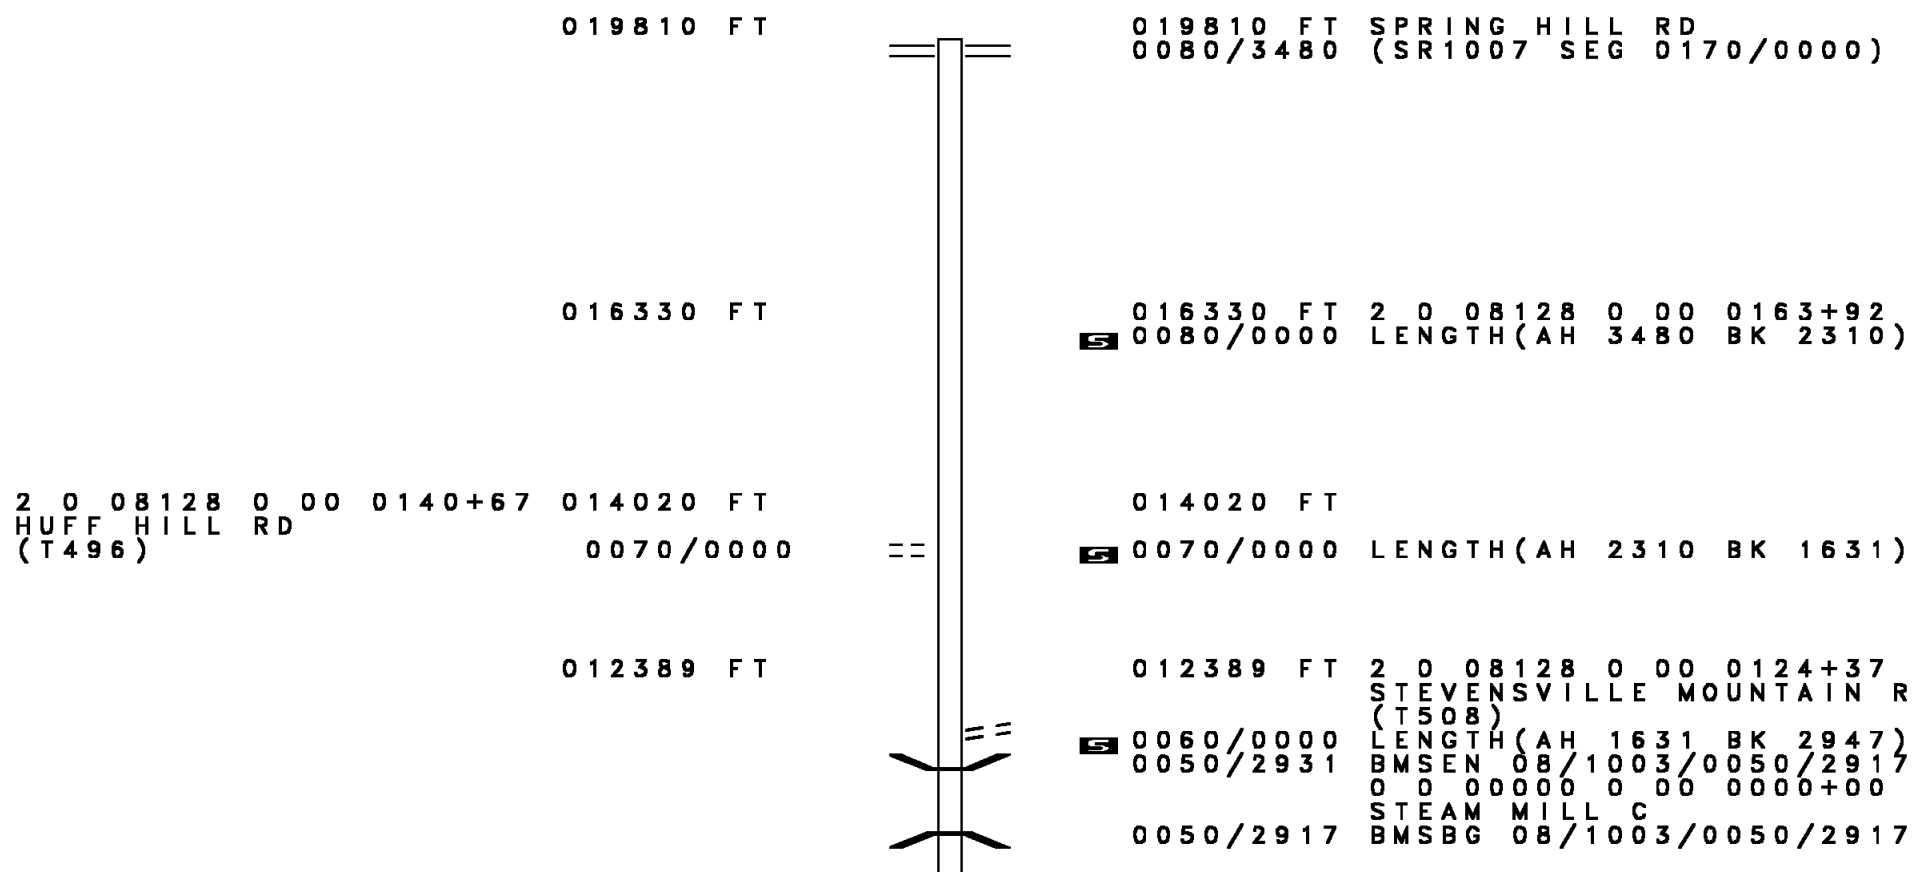 019810 FT 019810 FT SPRING HILL RD
0080/3480 (SR1007 SEG 0170/0000)
016330 FT 016330 FT 2 0 08128 0 00 0163+92
S 0080/0000 LENGTH(AH 3480 BK 2310)
2 0 08128 0 00 0140+67 014020 FT 014020 FT
HUFF HILL RD
(T496) 0070/0000 S 0070/0000 LENGTH(AH 2310 BK 1631)
012389 FT 012389 FT 2 0 08128 0 00 0124+37
STEVENSVILLE MOUNTAIN R
(T508)
S 0060/0000 LENGTH(AH 1631 BK 2947)
0050/2931 BMSEN 08/1003/0050/2917
0 0 00000 0 00 0000+00
STEAM MILL C
0050/2917 BMSBG 08/1003/0050/2917